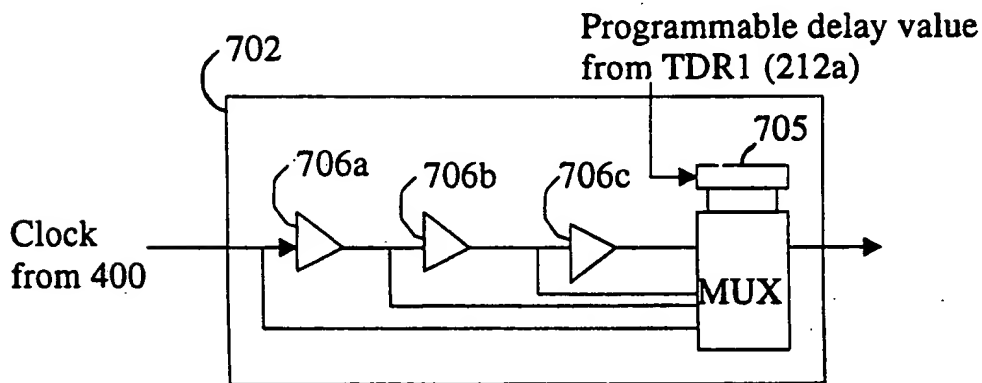 Programmable delay value
from TDR1 (212a)
702
705
706a
706b
706c
Clock
from 400
MUX